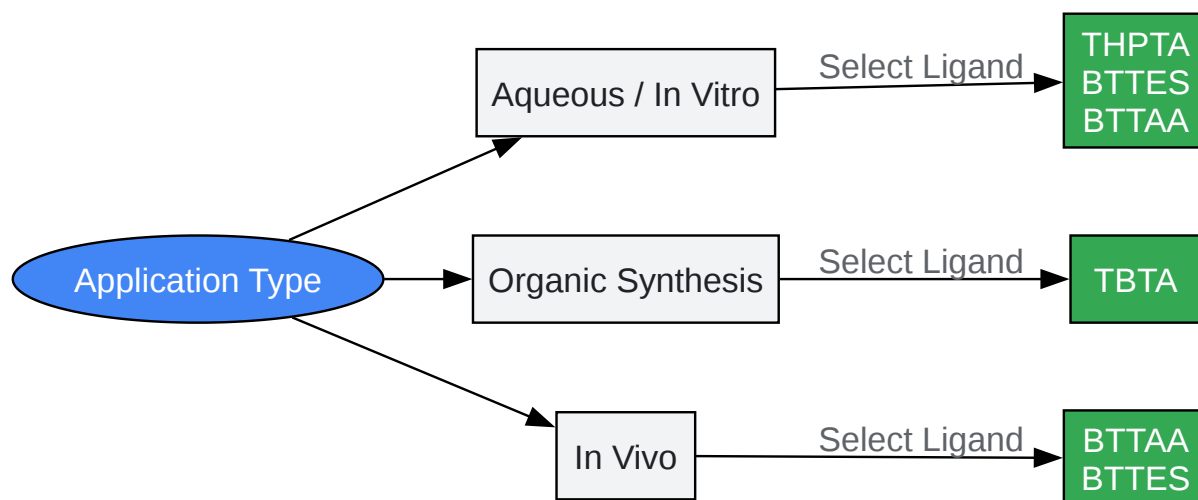 Aqueous / In Vitro
Select Ligand
THPTA
BTTES
BTTAA
Application Type
Organic Synthesis
Select Ligand
TBTA
In Vivo
Select Ligand
BTTAA
BTTES